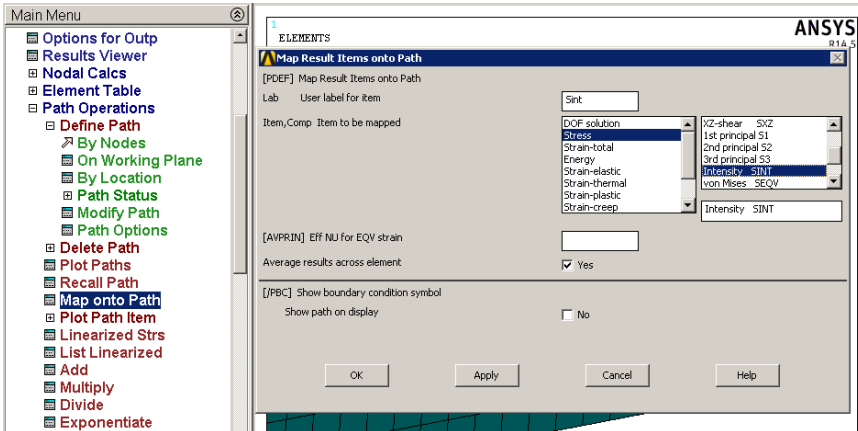 Main Menu
Options for Outp
Results Viewer
Nodal Calcs
Element Table
Path Operations
Define Path
By Nodes
On Working Plane
By Location
Path Status
Modify Path
Path Options
Delete Path
Plot Paths
Recall Path
Map onto Path
Plot Path Item
Linearized Strs
List Linearized
Add
Multiply
Divide
Exponentiate
1
ELEMENTS
ANSYS
R14.5
Map Result Items onto Path
[PDEF] Map Result Items onto Path
Lab User label for item
Sint
Item,Comp Item to be mapped
DOF solution
Stress
Strain-total
Energy
Strain-elastic
Strain-thermal
Strain-plastic
Strain-creep
XZ-shear SXZ
1st principal S1
2nd principal S2
3rd principal S3
Intensity SINT
von Mises SEQV
Intensity SINT
[AVPRIN] Eff NU for EQV strain
Average results across element
Yes
[/PBC] Show boundary condition symbol
Show path on display
No
OK
Apply
Cancel
Help